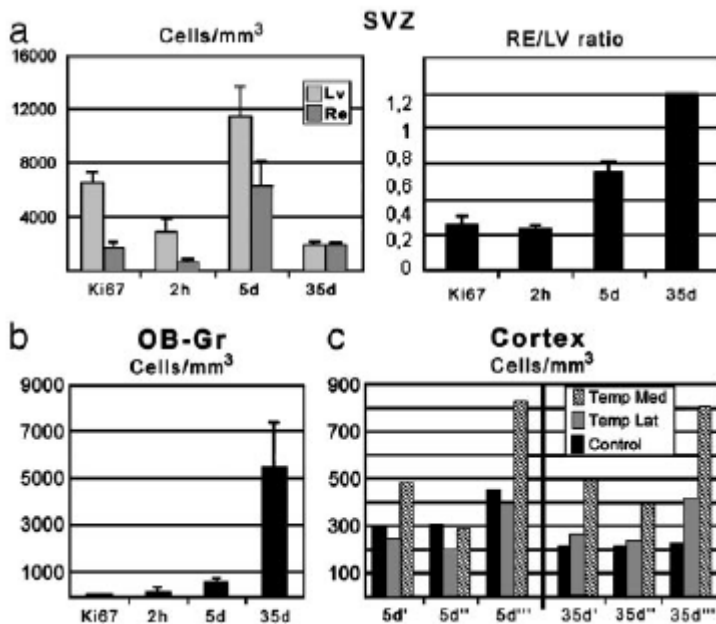 a
SVZ
Cells/mm³
16000
12000
8000
4000
Lv
Re
Ki67 2h 5d 35d
RE/LV ratio
1,2
1
0,8
0,6
0,4
0,2
0
Ki67 2h 5d 35d
b
OB-Gr
Cells/mm³
9000
7000
5000
3000
1000
Ki67 2h 5d 35d
c
Cortex
Cells/mm³
900
700
500
300
100
Temp Med
Temp Lat
Control
5d' 5d'' 5d''' 35d' 35d'' 35d'''